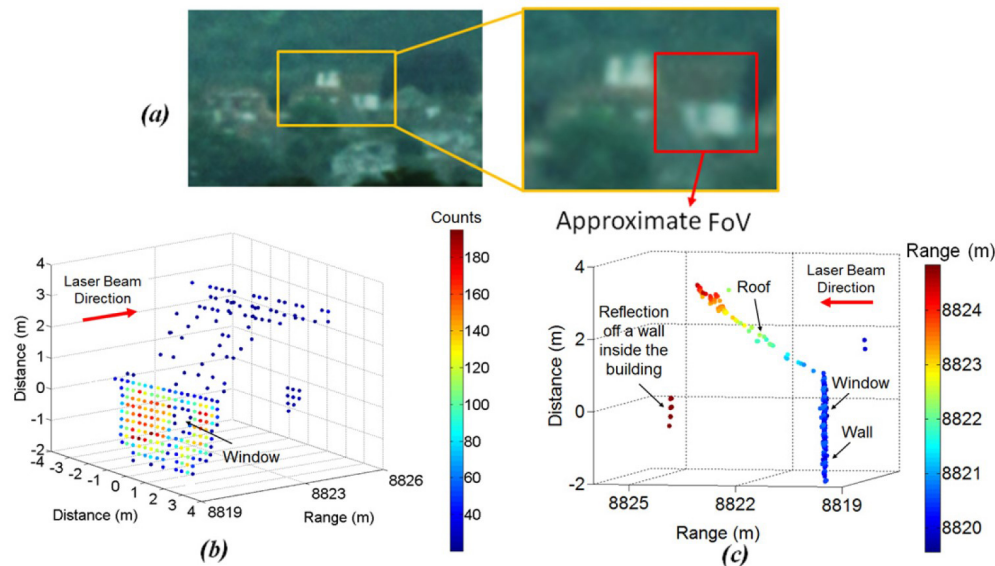 (a)
Approximate FoV
Counts
180
160
140
120
100
80
60
40
Laser Beam
Direction
Distance (m)
4
3
2
1
0
-1
-2
Window
-4
-3
-2
-1
0
1
2
3
4
Distance (m)
8819
8823
8826
Range (m)
(b)
Range (m)
8824
8823
8822
8821
8820
Laser Beam
Direction
Roof
Reflection
off a wall
inside the
building
Window
Wall
Distance (m)
4
2
0
-2
8825
8822
8819
Range (m)
(c)